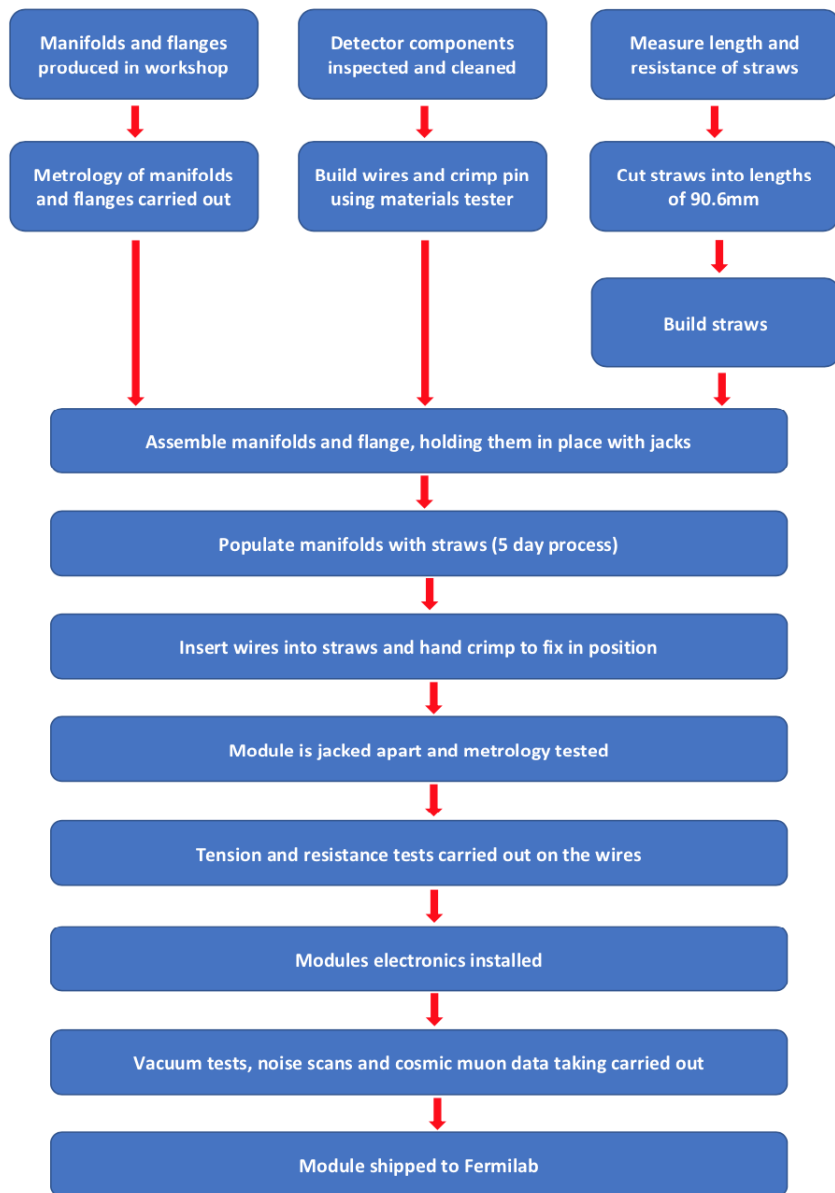 Manifolds and flanges
produced in workshop
Detector components
inspected and cleaned
Measure length and
resistance of straws
Metrology of manifolds
and flanges carried out
Build wires and crimp pin
using materials tester
Cut straws into lengths
of 90.6mm
Build straws
Assemble manifolds and flange, holding them in place with jacks
Populate manifolds with straws (5 day process)
Insert wires into straws and hand crimp to fix in position
Module is jacked apart and metrology tested
Tension and resistance tests carried out on the wires
Modules electronics installed
Vacuum tests, noise scans and cosmic muon data taking carried out
Module shipped to Fermilab